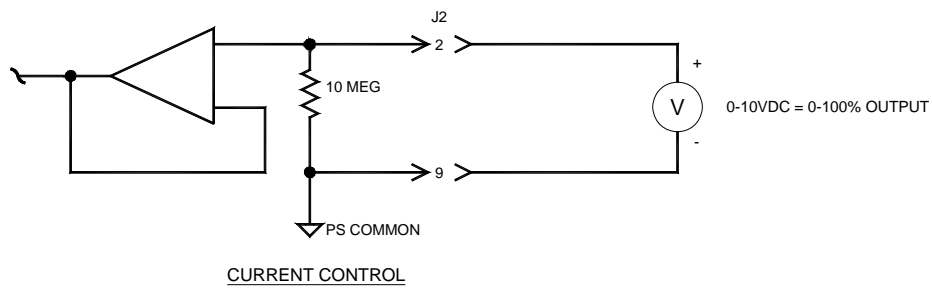 J2
2
10 MEG
+
V
0-10VDC = 0-100% OUTPUT
-
9
PS COMMON
CURRENT CONTROL